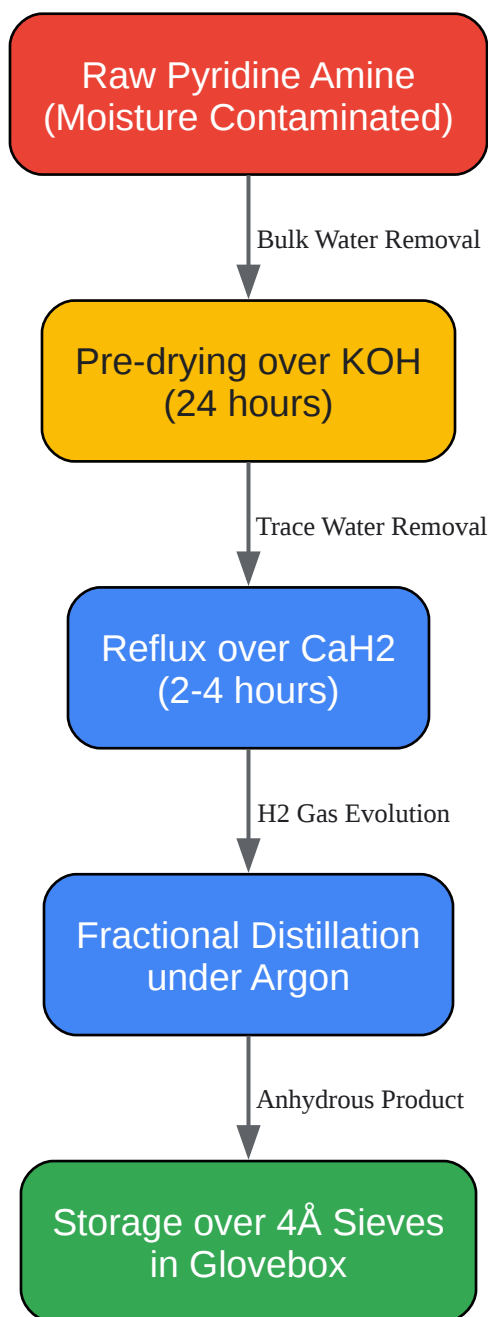 Raw Pyridine Amine
(Moisture Contaminated)
Bulk Water Removal
Pre-drying over KOH
(24 hours)
Trace Water Removal
Reflux over CaH2
(2-4 hours)
H2 Gas Evolution
Fractional Distillation
under Argon
Anhydrous Product
Storage over 4Å Sieves
in Glovebox